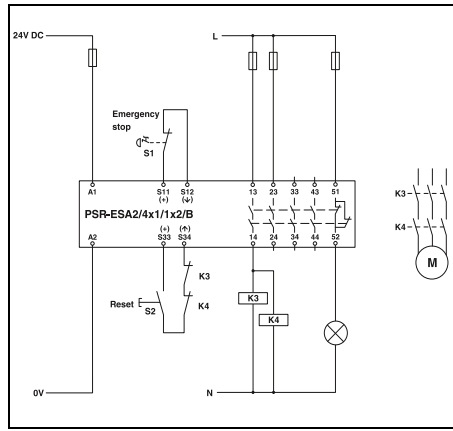 24V DC
L
Emergency
stop
S1
A1
S11
(+)
S12
(↓)
13
23
33
43
51
PSR-ESA2/4x1/1x2/B
A2
(+)
S33
(↑)
S34
14
24
34
44
52
K3
K4
M
K3
K4
Reset
S2
K3
K4
0V
N